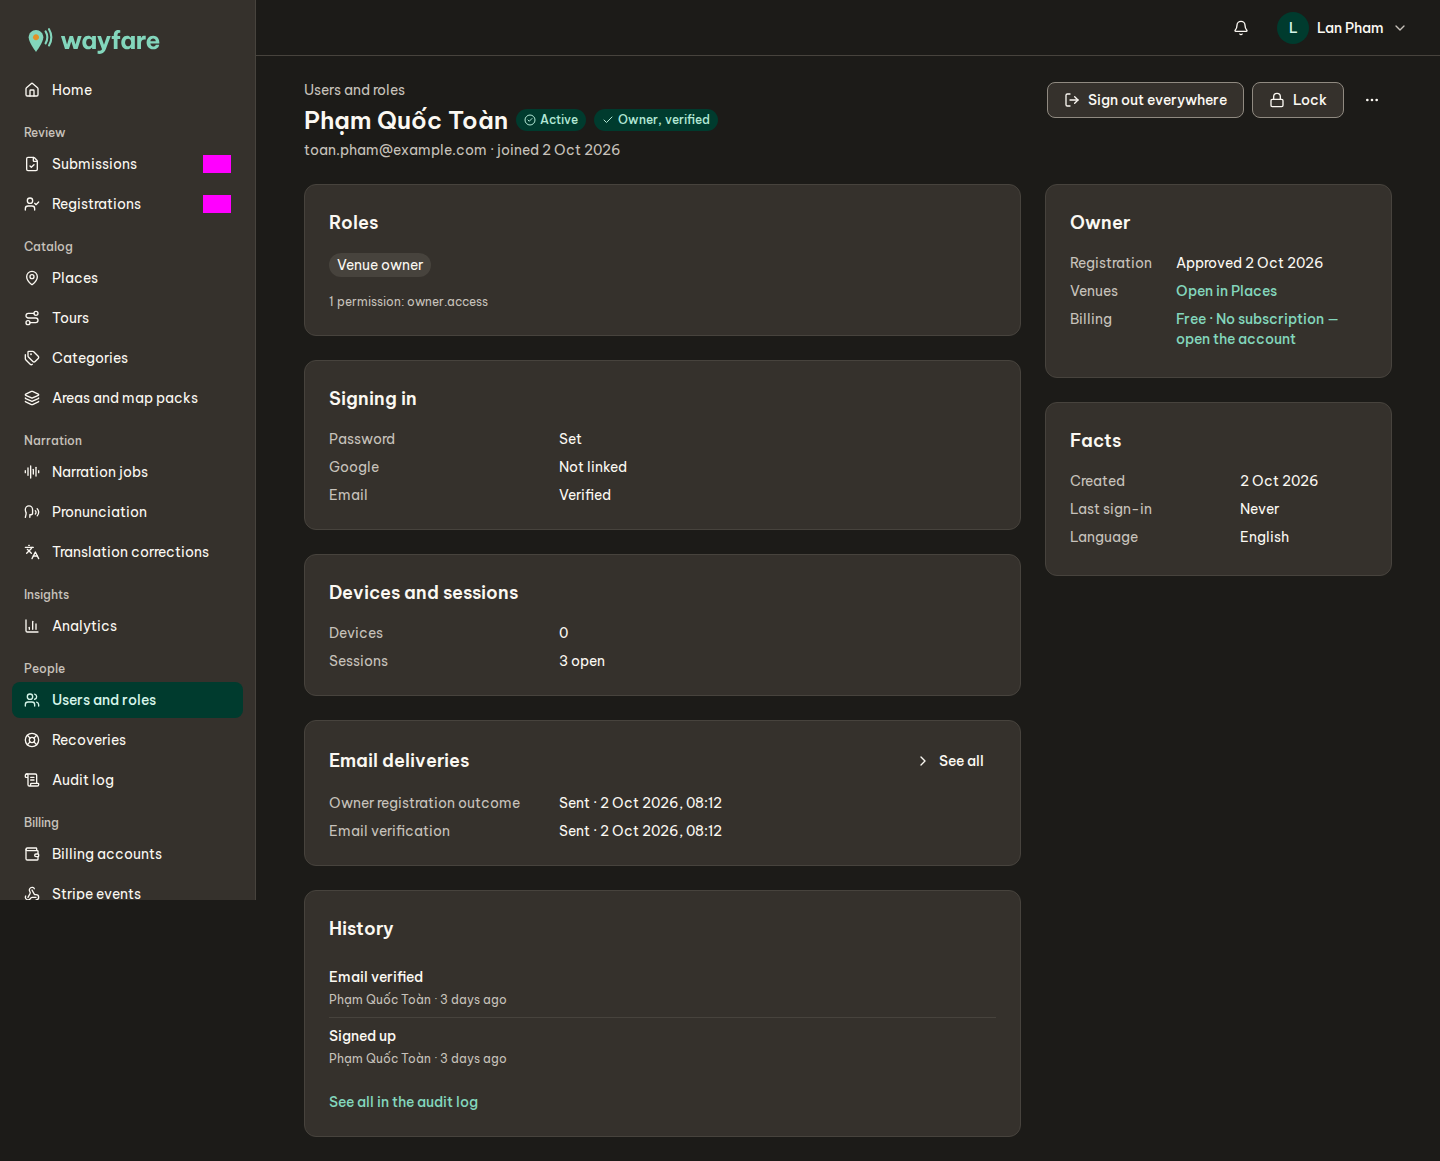 wayfare
Home
Review
Submissions
Registrations
Catalog
Places
Tours
Categories
Areas and map packs
Narration
Narration jobs
Pronunciation
Translation corrections
Insights
Analytics
People
Users and roles
Recoveries
Audit log
Billing
Billing accounts
Stripe events
L Lan Pham
Users and roles
Phạm Quốc Toàn Active Owner, verified
toan.pham@example.com · joined 2 Oct 2026
Sign out everywhere Lock
Roles
Venue owner
1 permission: owner.access
Signing in
Password Set
Google Not linked
Email Verified
Devices and sessions
Devices 0
Sessions 3 open
Email deliveries See all
Owner registration outcome Sent · 2 Oct 2026, 08:12
Email verification Sent · 2 Oct 2026, 08:12
History
Email verified
Phạm Quốc Toàn · 3 days ago
Signed up
Phạm Quốc Toàn · 3 days ago
See all in the audit log
Owner
Registration Approved 2 Oct 2026
Venues Open in Places
Billing Free · No subscription —
open the account
Facts
Created 2 Oct 2026
Last sign-in Never
Language English